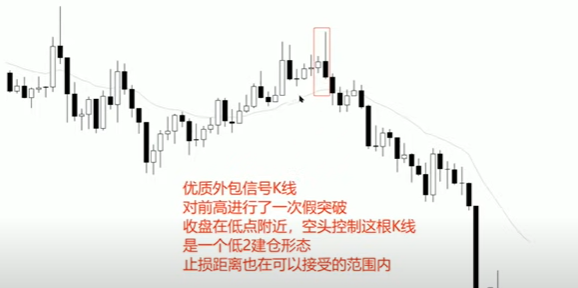 优质外包信号K线
对前高进行了一次假突破
收盘在低点附近，空头控制这根K线
是一个低2建仓形态
止损距离也在可以接受的范围内